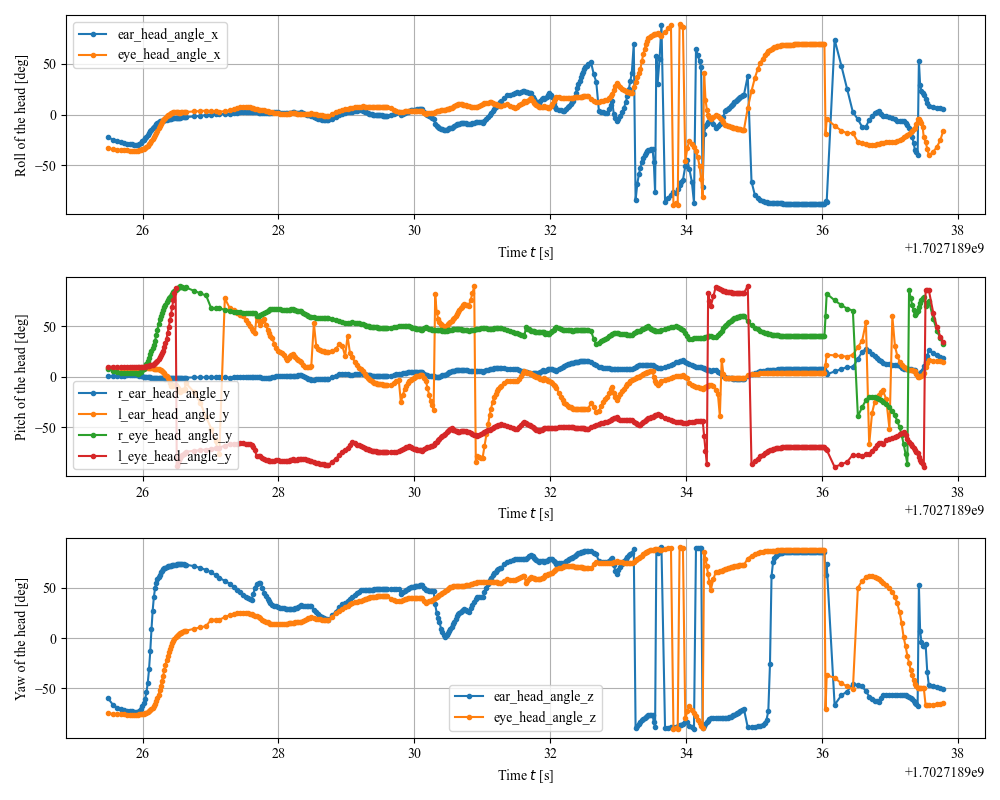 Roll of the head [deg]
50
0
−50
ear_head_angle_x
eye_head_angle_x
26 28 30 32 34 36 38
Time t [s]
+1.7027189e9
Pitch of the head [deg]
50
0
−50
r_ear_head_angle_y
l_ear_head_angle_y
r_eye_head_angle_y
l_eye_head_angle_y
26 28 30 32 34 36 38
Time t [s]
+1.7027189e9
Yaw of the head [deg]
50
0
−50
ear_head_angle_z
eye_head_angle_z
26 28 30 32 34 36 38
Time t [s]
+1.7027189e9